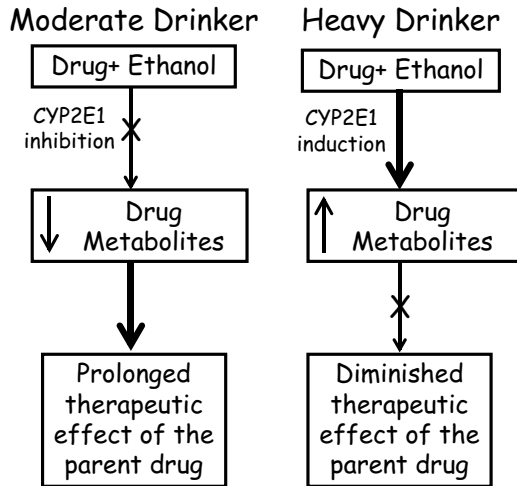 Moderate Drinker
Drug+ Ethanol
CYP2E1
inhibition
Drug
Metabolites
Prolonged
therapeutic
effect of the
parent drug
Heavy Drinker
Drug+ Ethanol
CYP2E1
induction
Drug
Metabolites
Diminished
therapeutic
effect of the
parent drug